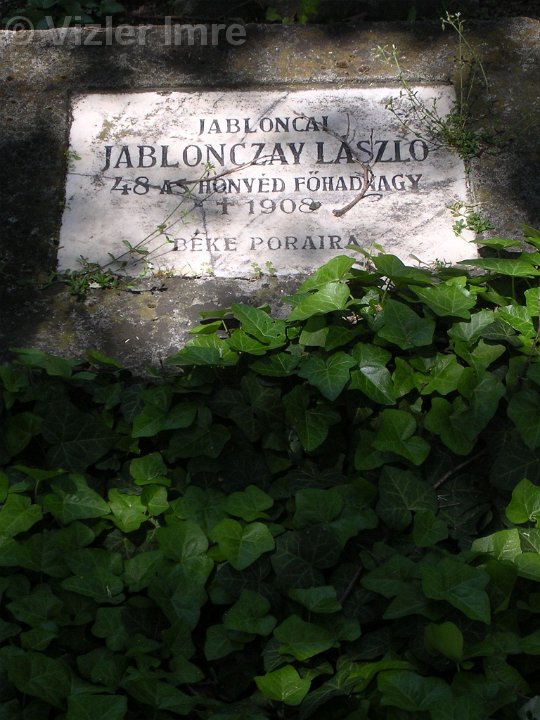 © Vizler Imre
JABLONCAI
JABLONCZAY LÁSZLÓ
48-AS HONVÉD FŐHADNAGY
✝ 1908
BÉKE PORAIRA